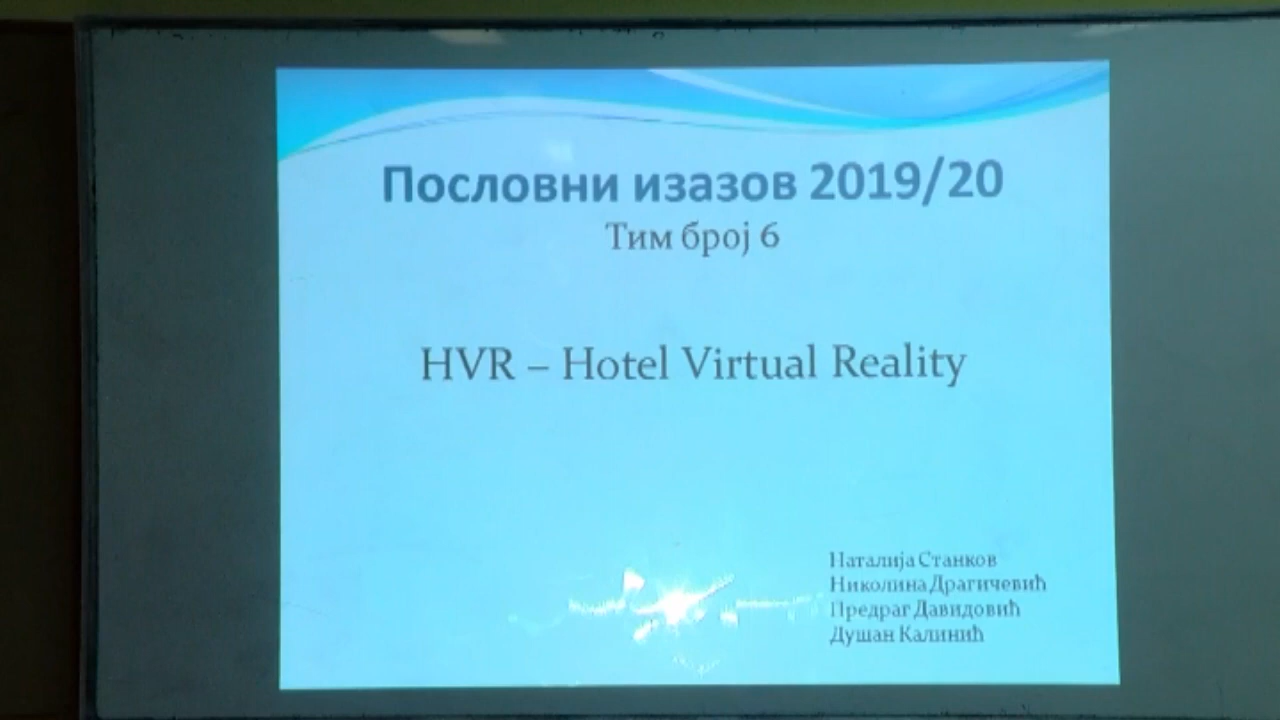 Пословни изазов 2019/20
Тим број 6
HVR – Hotel Virtual Reality
Наталија Станков
Николина Драгичевић
Предраг Давидовић
Душан Калинић